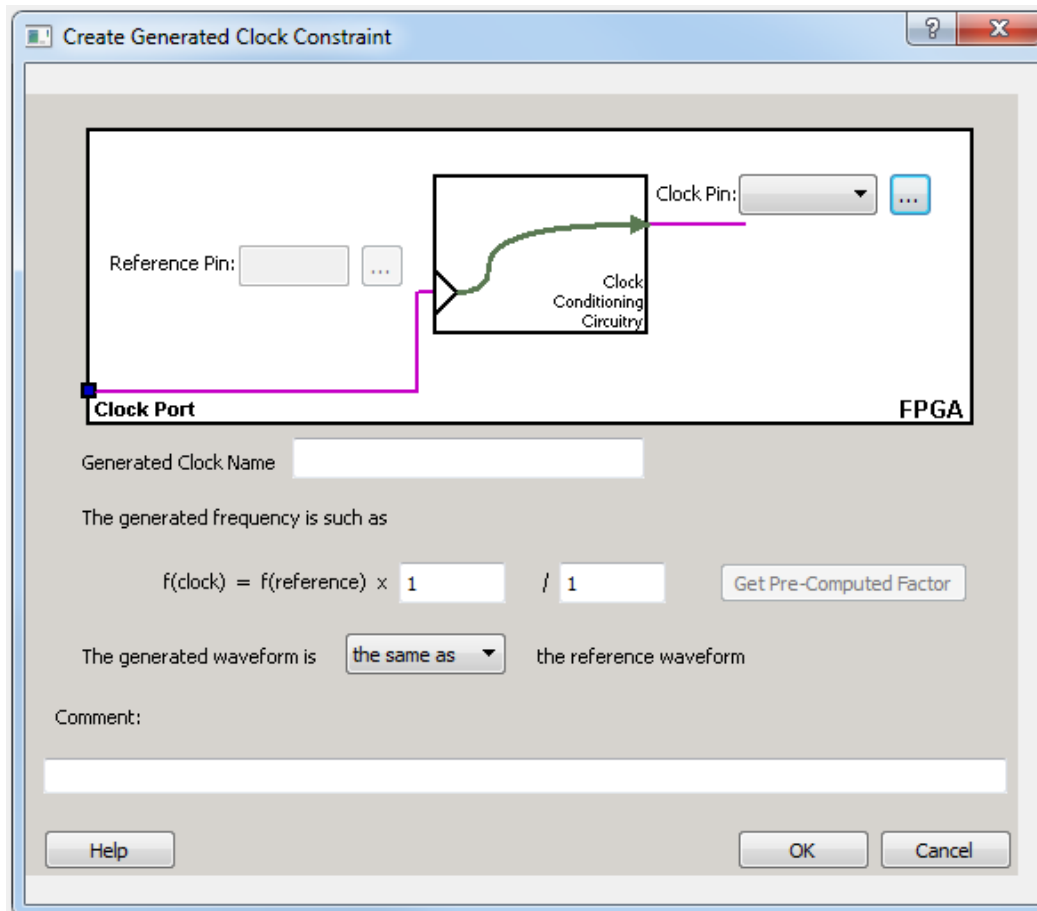 Create Generated Clock Constraint
?
Clock Pin:
...
Reference Pin:
...
Clock
Conditioning
Circuitry
Clock Port
FPGA
Generated Clock Name
The generated frequency is such as
f(clock) = f(reference) x 1 / 1
Get Pre-Computed Factor
The generated waveform is the same as the reference waveform
Comment:
Help
OK
Cancel